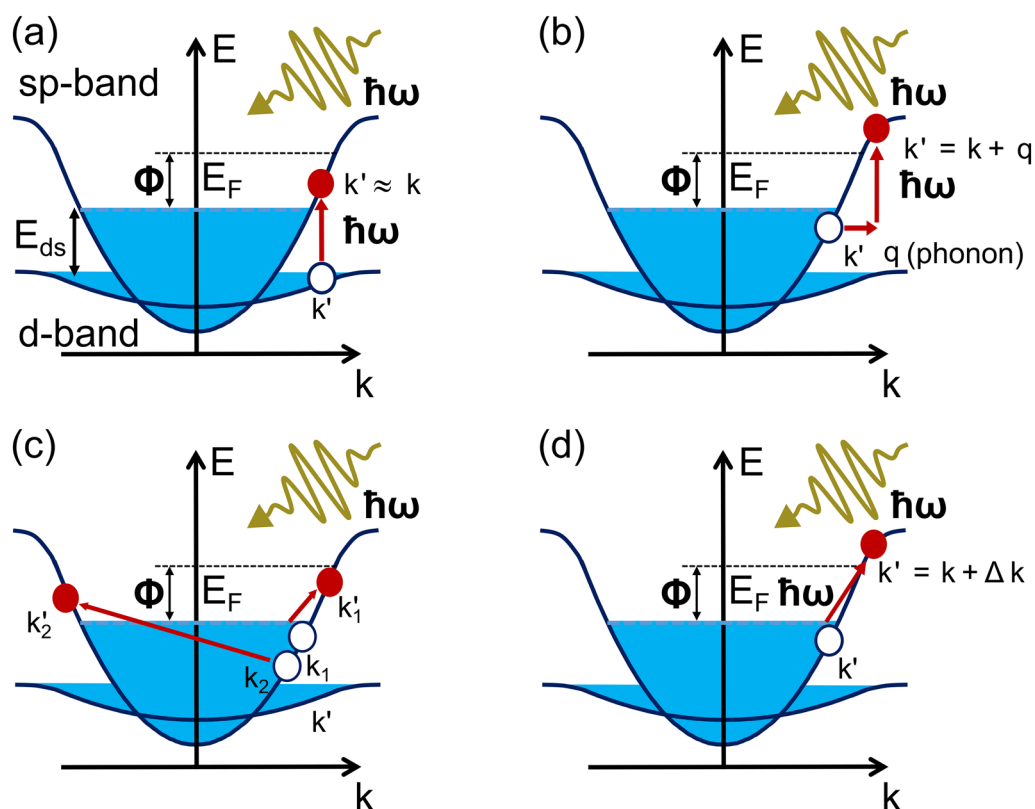 (a)
E
sp-band
ħω
Φ
E_F
k' ≈ k
ħω
E_ds
k'
d-band
k
(b)
E
ħω
k' = k + q
Φ
E_F
ħω
k'
q (phonon)
k
(c)
E
ħω
Φ
E_F
k'_1
k'_2
k_2
k_1
k'
k
(d)
E
ħω
Φ
E_F
ħω
k' = k + Δ k
k'
k